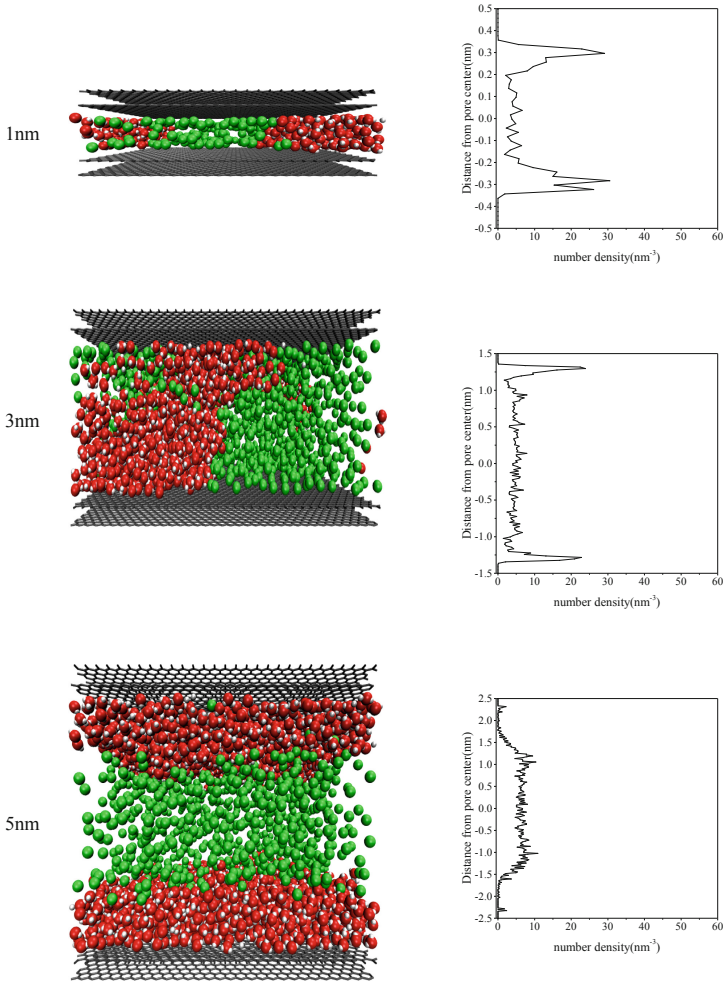 1nm
0.5
0.4
0.3
0.2
0.1
0.0
-0.1
-0.2
-0.3
-0.4
-0.5
Distance from pore center(nm)
0 10 20 30 40 50 60
number density(nm-3)
3nm
1.5
1.0
0.5
0.0
-0.5
-1.0
-1.5
Distance from pore center(nm)
0 10 20 30 40 50 60
number density(nm-3)
5nm
2.5
2.0
1.5
1.0
0.5
0.0
-0.5
-1.0
-1.5
-2.0
-2.5
Distance from pore center(nm)
0 10 20 30 40 50 60
number density(nm-3)